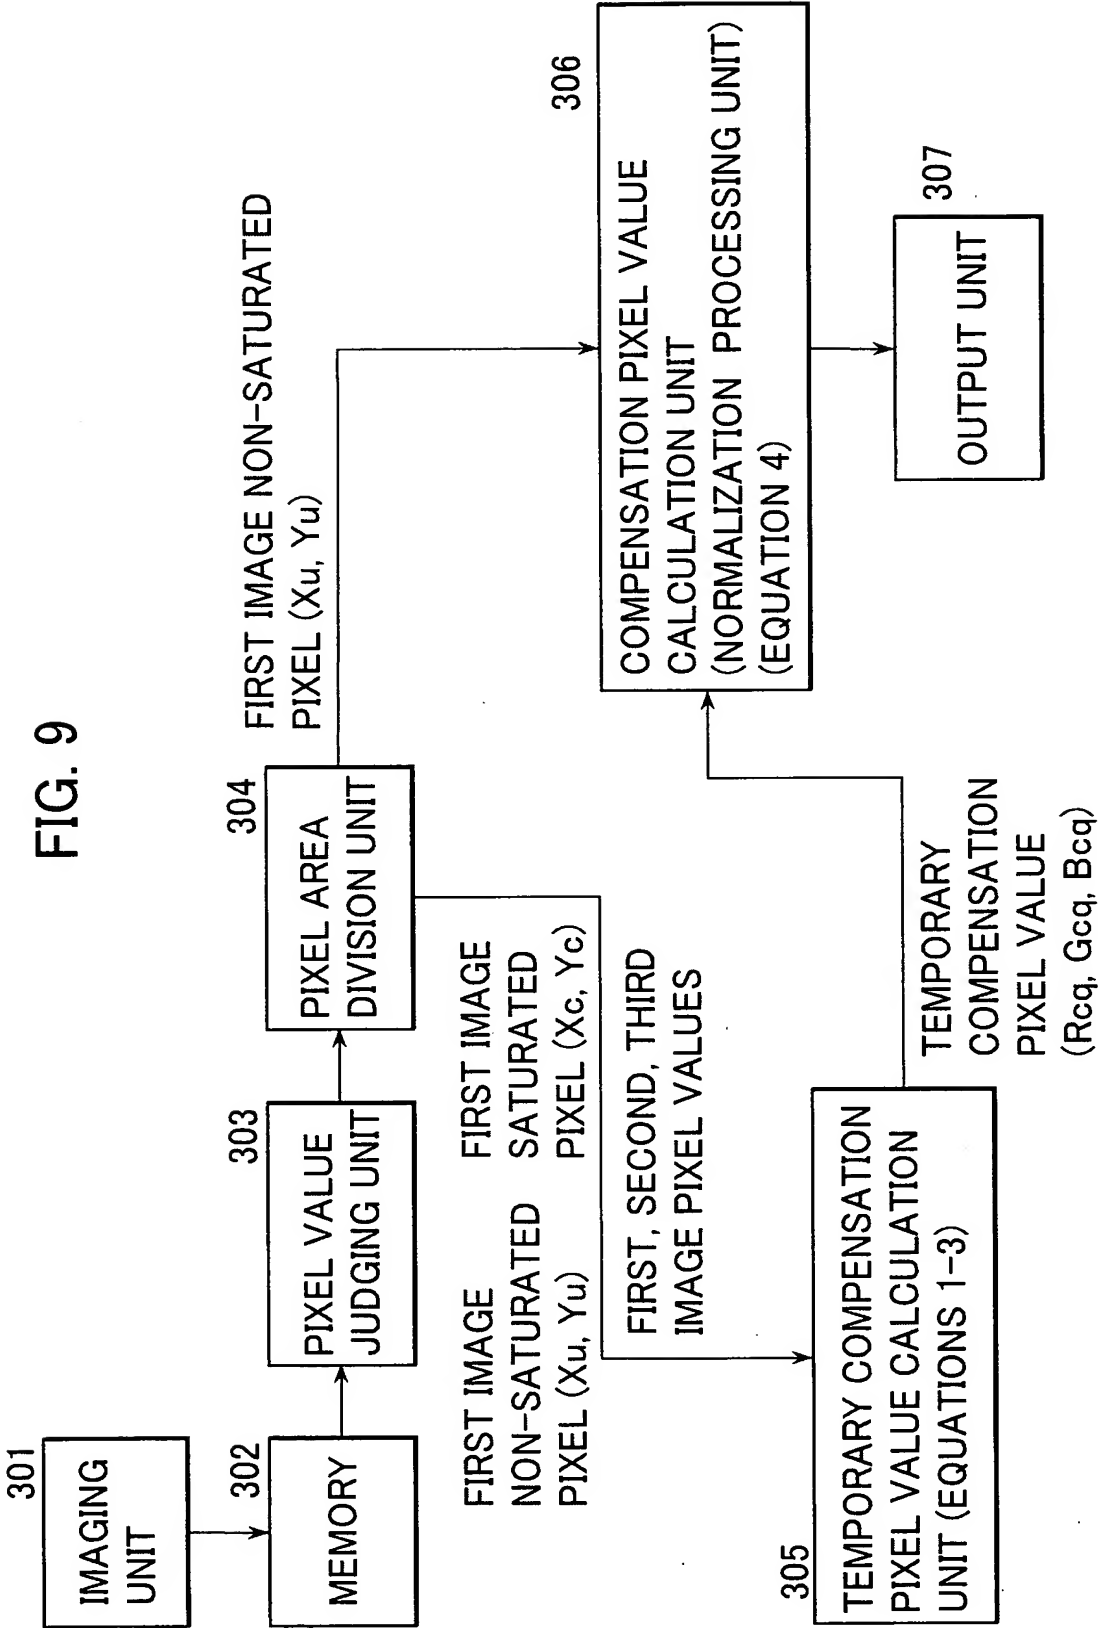 FIG. 9
301
IMAGING
UNIT
302
MEMORY
303
PIXEL VALUE
JUDGING UNIT
304
PIXEL AREA
DIVISION UNIT
FIRST IMAGE NON-SATURATED
PIXEL (Xu, Yu)
FIRST IMAGE
NON-SATURATED
PIXEL (Xu, Yu)
FIRST IMAGE
SATURATED
PIXEL (Xc, Yc)
FIRST, SECOND, THIRD
IMAGE PIXEL VALUES
305
TEMPORARY COMPENSATION
PIXEL VALUE CALCULATION
UNIT (EQUATIONS 1-3)
TEMPORARY
COMPENSATION
PIXEL VALUE
(Rcq, Gcq, Bcq)
306
COMPENSATION PIXEL VALUE
CALCULATION UNIT
(NORMALIZATION PROCESSING UNIT)
(EQUATION 4)
307
OUTPUT UNIT